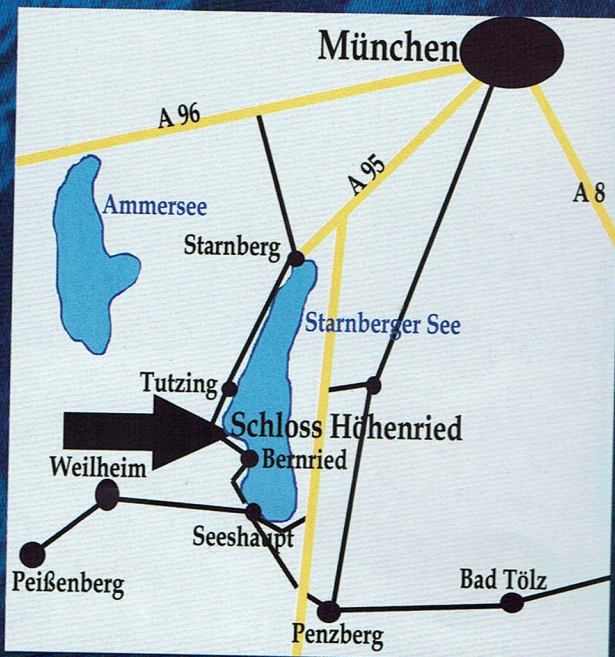 München
A 96
A 95
A 8
Ammersee
Starnberg
Starnberger See
Tutzing
Schloss Höhenried
Bernried
Weilheim
Seeshaupt
Peißenberg
Bad Tölz
Penzberg